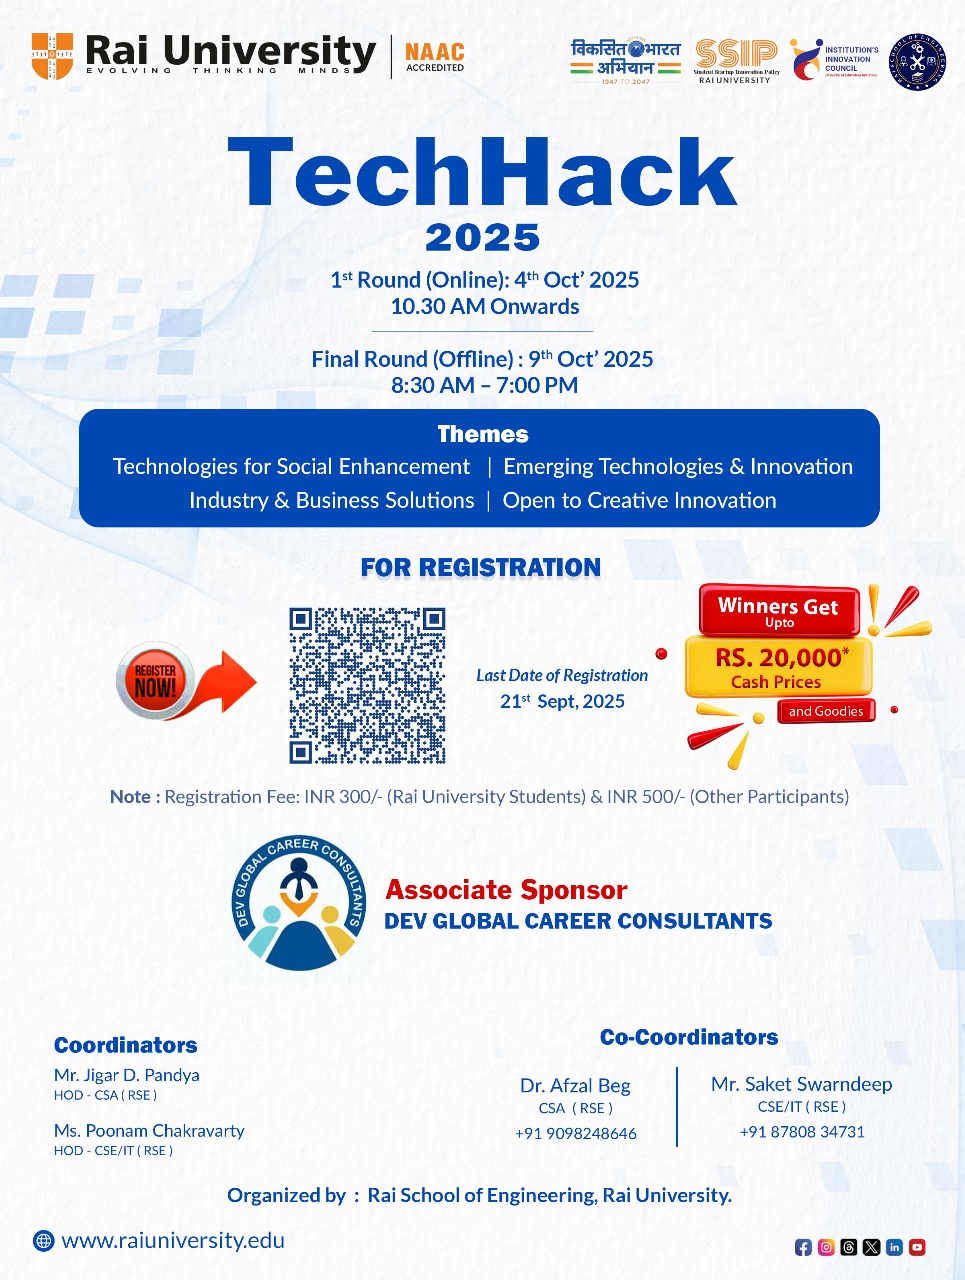 Rai University
EVOLVING THINKING MINDS
NAAC
ACCREDITED
विकसित भारत
अभियान
1947 TO 2047
SSIP
Student Startup Innovation Policy
RAI UNIVERSITY
INSTITUTION'S
INNOVATION
COUNCIL
TechHack
2025
1st Round (Online): 4th Oct’ 2025
10.30 AM Onwards
Final Round (Offline) : 9th Oct’ 2025
8:30 AM – 7:00 PM
Themes
Technologies for Social Enhancement | Emerging Technologies & Innovation
Industry & Business Solutions | Open to Creative Innovation
FOR REGISTRATION
REGISTER
NOW!
Last Date of Registration
21st Sept, 2025
Winners Get
Upto
RS. 20,000*
Cash Prices
and Goodies
Note : Registration Fee: INR 300/- (Rai University Students) & INR 500/- (Other Participants)
DEV GLOBAL CAREER CONSULTANTS
Associate Sponsor
DEV GLOBAL CAREER CONSULTANTS
Coordinators
Mr. Jigar D. Pandya
HOD - CSA ( RSE )
Ms. Poonam Chakravarty
HOD - CSE/IT ( RSE )
Co-Coordinators
Dr. Afzal Beg
CSA ( RSE )
+91 9098248646
Mr. Saket Swarndeep
CSE/IT ( RSE )
+91 87808 34731
Organized by : Rai School of Engineering, Rai University.
www.raiuniversity.edu